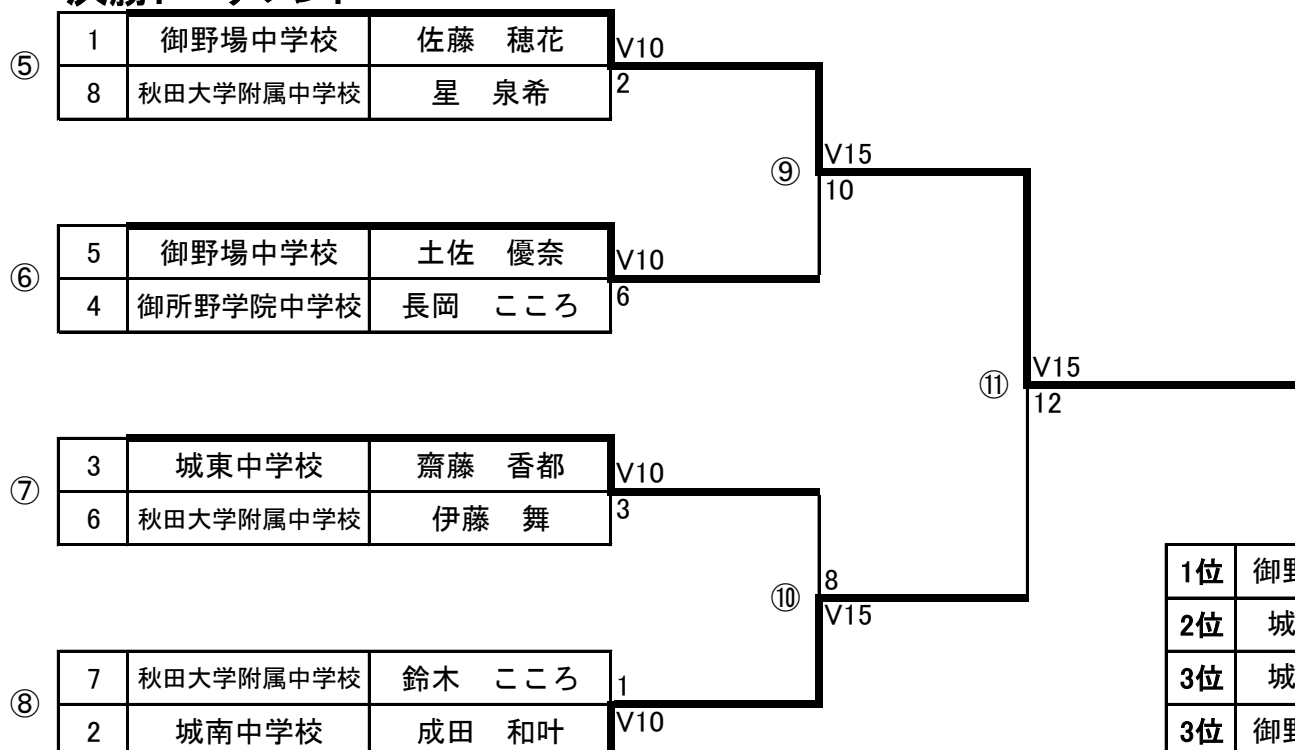 ⑤
1 御野場中学校 佐藤 穂花 V10
8 秋田大学附属中学校 星 泉希 2
⑨ V15
10
⑥
5 御野場中学校 土佐 優奈 V10
4 御所野学院中学校 長岡 こころ 6
⑪ V15
12
⑦
3 城東中学校 齋藤 香都 V10
6 秋田大学附属中学校 伊藤 舞 3
⑩ 8
V15
⑧
7 秋田大学附属中学校 鈴木 こころ 1
2 城南中学校 成田 和叶 V10
1位 御野
2位 城
3位 城
3位 御野